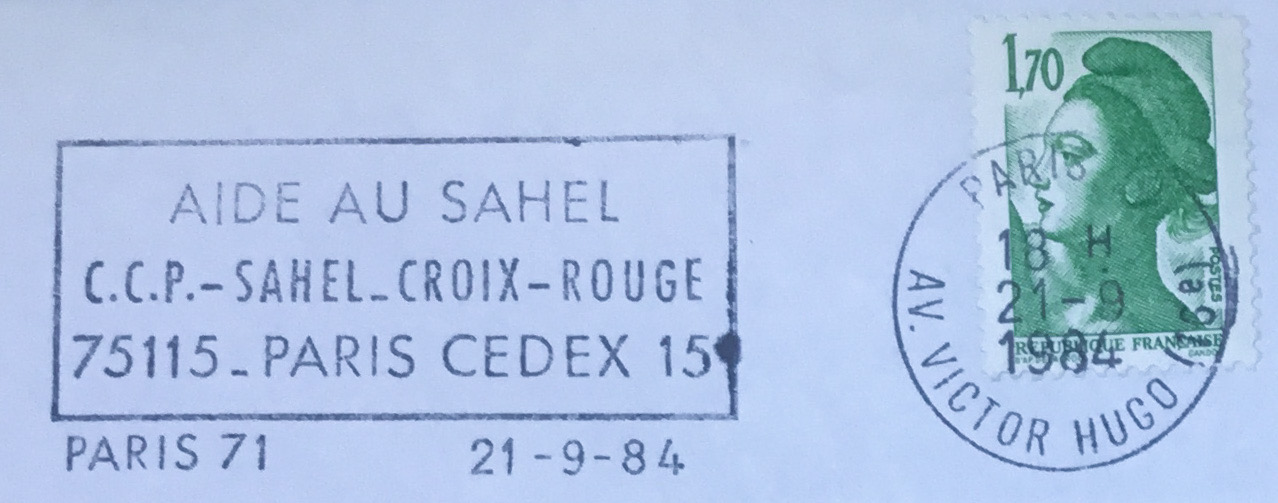 AIDE AU SAHEL
C.C.P.-SAHEL-CROIX-ROUGE
75115-PARIS CEDEX 15
PARIS 71 21-9-84
1,70
POSTES
RÉPUBLIQUE FRANÇAISE
GANDON
PARIS
18 H.
21-9
1984
AV. VICTOR HUGO